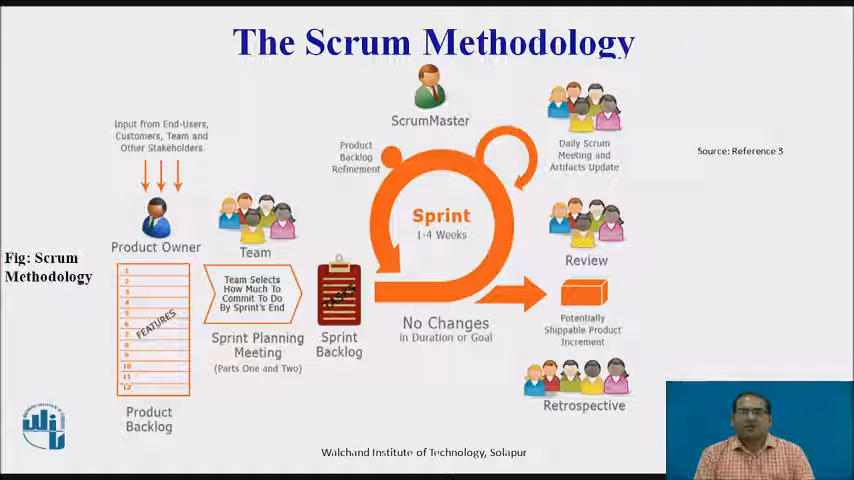 The Scrum Methodology
ScrumMaster
Input from End-Users,
Customers, Team and
Other Stakeholders
Product
Backlog
Refinement
Daily Scrum
Meeting and
Artifacts Update
Source: Reference 3
Sprint
1-4 Weeks
Product Owner
Team
Review
Fig: Scrum
Methodology
1
2
3
4
5
6
7
8
9
10
11
12
FEATURES
Team Selects
How Much To
Commit To Do
By Sprint's End
TASKS
No Changes
in Duration or Goal
Potentially
Shippable Product
Increment
Sprint Planning
Meeting
(Parts One and Two)
Sprint
Backlog
Retrospective
Product
Backlog
Walchand Institute of Technology, Solapur